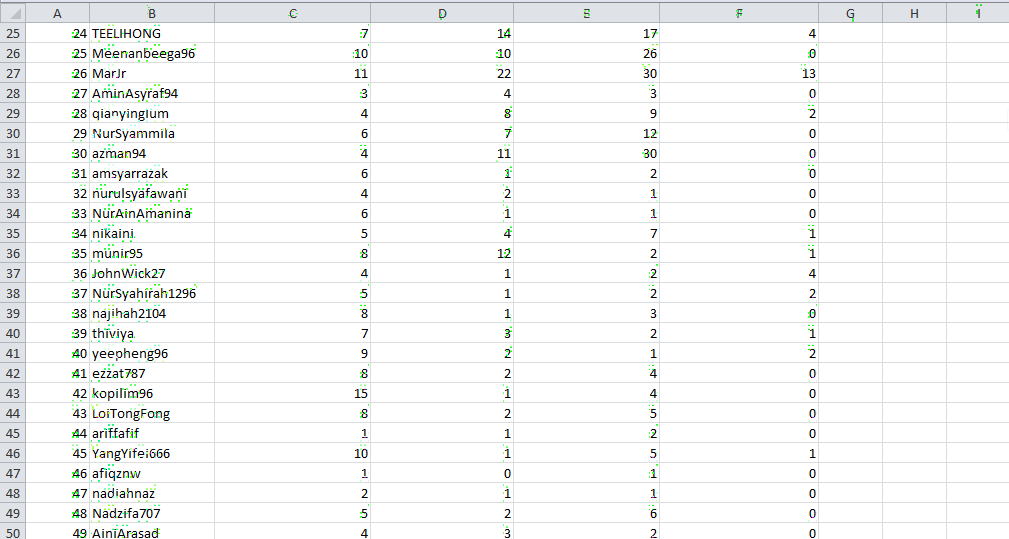 A B C D E F G H I
25 24 TEELIHONG 7 14 17 4
26 25 Meenanbeega96 10 10 26 0
27 26 MarJr 11 22 30 13
28 27 AminAsyraf94 3 4 3 0
29 28 qianyinglum 4 8 9 2
30 29 NurSyammila 6 7 12 0
31 30 azman94 4 11 30 0
32 31 amsyarrazak 6 1 2 0
33 32 nurulsyafawani 4 2 1 0
34 33 NurAinAmanina 6 1 1 0
35 34 nikaini 5 4 7 1
36 35 munir95 8 12 2 1
37 36 JohnWick27 4 1 2 4
38 37 NurSyahirah1296 5 1 2 2
39 38 najihah2104 8 1 3 0
40 39 thiviya 7 3 2 1
41 40 yeepheng96 9 2 1 2
42 41 ezzat787 8 2 4 0
43 42 kopilim96 15 1 4 0
44 43 LoiTongFong 8 2 5 0
45 44 ariffafif 1 1 2 0
46 45 YangYifei666 10 1 5 1
47 46 afiqznw 1 0 1 0
48 47 nadiahnaz 2 1 1 0
49 48 Nadzifa707 5 2 6 0
50 49 AiniArasad 4 3 2 0